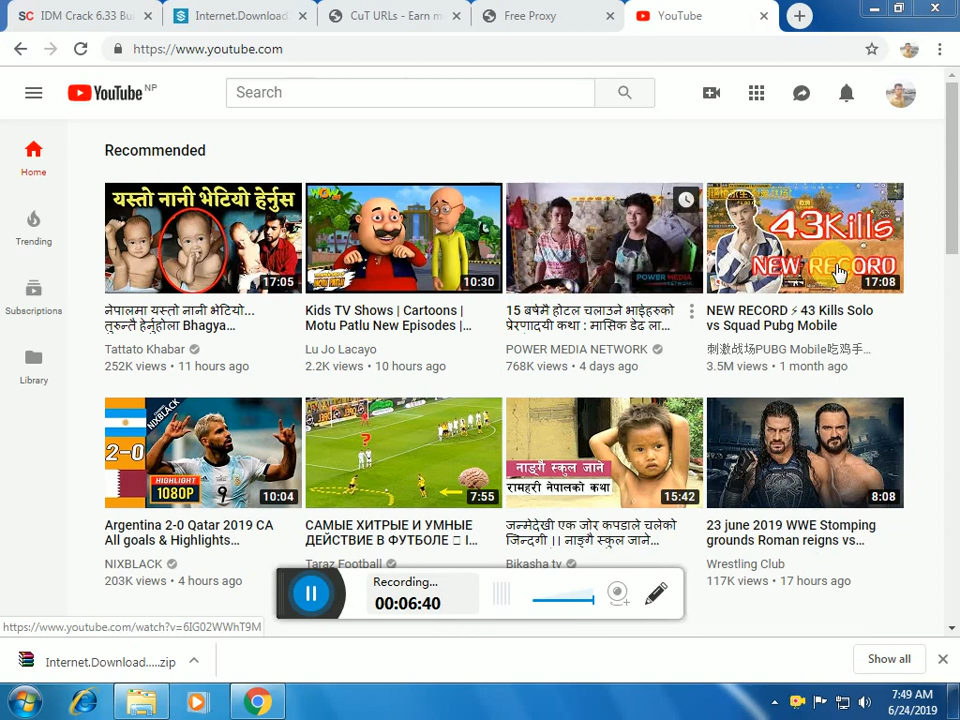 IDM Crack 6.33 Bu
Internet.Download
CuT URLs - Earn m
Free Proxy
YouTube
https://www.youtube.com
YouTube NP
Search
Home
Trending
Subscriptions
Library
Recommended
यस्तो नानी भेटियो हेर्नुस
17:05
10:30
POWER MEDIA
NETWORK
43Kills
NEW RECORD
17:08
नेपालमा यस्तो नानी भेटियो...
तुरुन्तै हेर्नुहोला Bhagya...
Tattato Khabar
252K views • 11 hours ago
Kids TV Shows | Cartoons |
Motu Patlu New Episodes |...
Lu Jo Lacayo
2.2K views • 10 hours ago
15 बर्षमै होटल चलाउने भाईहरुको
प्रेरणादयी कथा : मासिक डेढ ला...
POWER MEDIA NETWORK
768K views • 4 days ago
NEW RECORD ⚡ 43 Kills Solo
vs Squad Pubg Mobile
刺激战场PUBG Mobile吃鸡手...
3.5M views • 1 month ago
NIXBLACK
2-0
HIGHLIGHT
1080P
10:04
7:55
नाङ्गै स्कुल जाने
रामहरी नेपालको कथा
15:42
8:08
Argentina 2-0 Qatar 2019 CA
All goals & Highlights...
NIXBLACK
203K views • 4 hours ago
САМЫЕ ХИТРЫЕ И УМНЫЕ
ДЕЙСТВИЕ В ФУТБОЛЕ
Taraz Football
जन्मेदेखी एक जोर कपडाले चलेको
जिन्दगी || नाङ्गै स्कुल जाने...
Bikasha tv
23 june 2019 WWE Stomping
grounds Roman reigns vs...
Wrestling Club
117K views • 17 hours ago
Recording...
00:06:40
https://www.youtube.com/watch?v=6IG02WWhT9M
Internet.Download.....zip
Show all
7:49 AM
6/24/2019